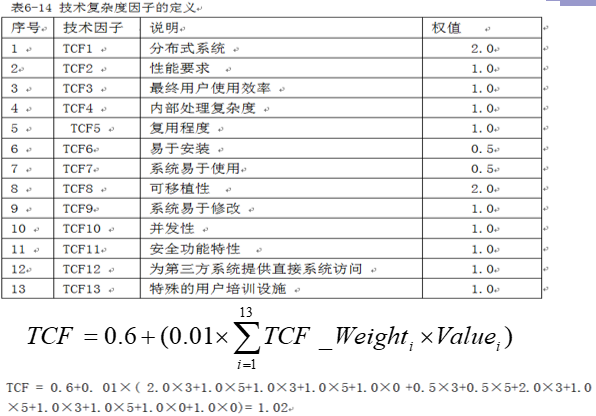 表6-14 技术复杂度因子的定义
序号 技术因子 说明 权值
1 TCF1 分布式系统 2.0
2 TCF2 性能要求 1.0
3 TCF3 最终用户使用效率 1.0
4 TCF4 内部处理复杂度 1.0
5 TCF5 复用程度 1.0
6 TCF6 易于安装 0.5
7 TCF7 系统易于使用 0.5
8 TCF8 可移植性 2.0
9 TCF9 系统易于修改 1.0
10 TCF10 并发性 1.0
11 TCF11 安全功能特性 1.0
12 TCF12 为第三方系统提供直接系统访问 1.0
13 TCF13 特殊的用户培训设施 1.0
TCF = 0.6 + (0.01 × ∑_{i=1}^{13} TCF _Weight_i × Value_i)
TCF = 0.6+0. 01×( 2.0×3+1.0×5+1.0×3+1.0×5+1.0×0 +0.5×3+0.5×5+2.0×3+1.0
×5+1.0×3+1.0×5+1.0×0+1.0×0)= 1.02